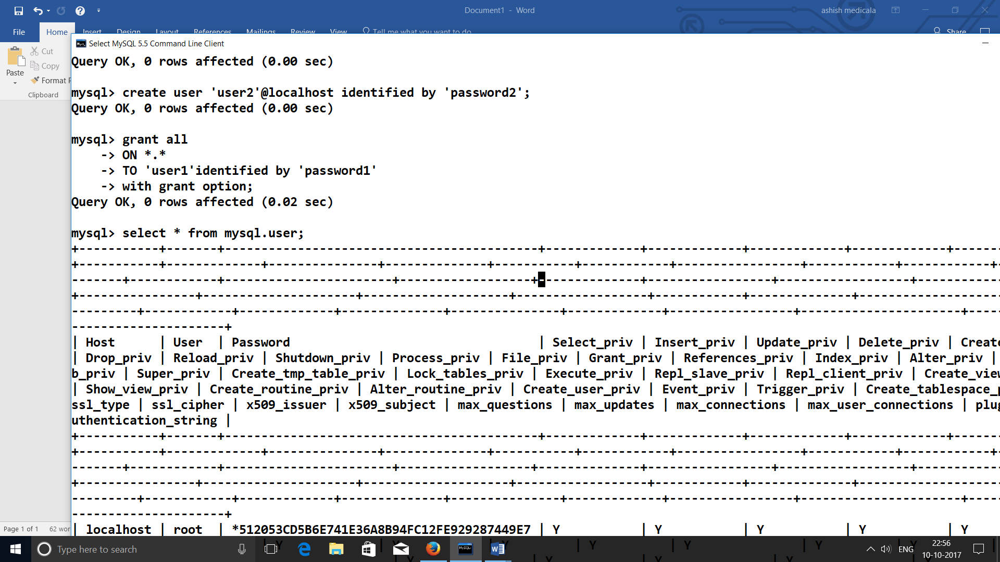 Document1 - Word
ashish medicala
File
Home
Insert
Design
Layout
References
Mailings
Review
View
Tell me what you want to do
Share
Paste
Cut
Copy
Format P
Clipboard
Select MySQL 5.5 Command Line Client
Query OK, 0 rows affected (0.00 sec)
mysql> create user 'user2'@localhost identified by 'password2';
Query OK, 0 rows affected (0.00 sec)
mysql> grant all
-> ON *.*
-> TO 'user1'identified by 'password1'
-> with grant option;
Query OK, 0 rows affected (0.02 sec)
mysql> select * from mysql.user;
| Host | User | Password | Select_priv | Insert_priv | Update_priv | Delete_priv | Create
| Drop_priv | Reload_priv | Shutdown_priv | Process_priv | File_priv | Grant_priv | References_priv | Index_priv | Alter_priv |
b_priv | Super_priv | Create_tmp_table_priv | Lock_tables_priv | Execute_priv | Repl_slave_priv | Repl_client_priv | Create_view
| Show_view_priv | Create_routine_priv | Alter_routine_priv | Create_user_priv | Event_priv | Trigger_priv | Create_tablespace_p
ssl_type | ssl_cipher | x509_issuer | x509_subject | max_questions | max_updates | max_connections | max_user_connections | plug
uthentication_string |
| localhost | root | *512053CD5B6E741E36A8B94FC12FE929287449E7 | Y | Y | Y | Y | Y
Page 1 of 1 62 wor
Type here to search
ENG
22:56
10-10-2017